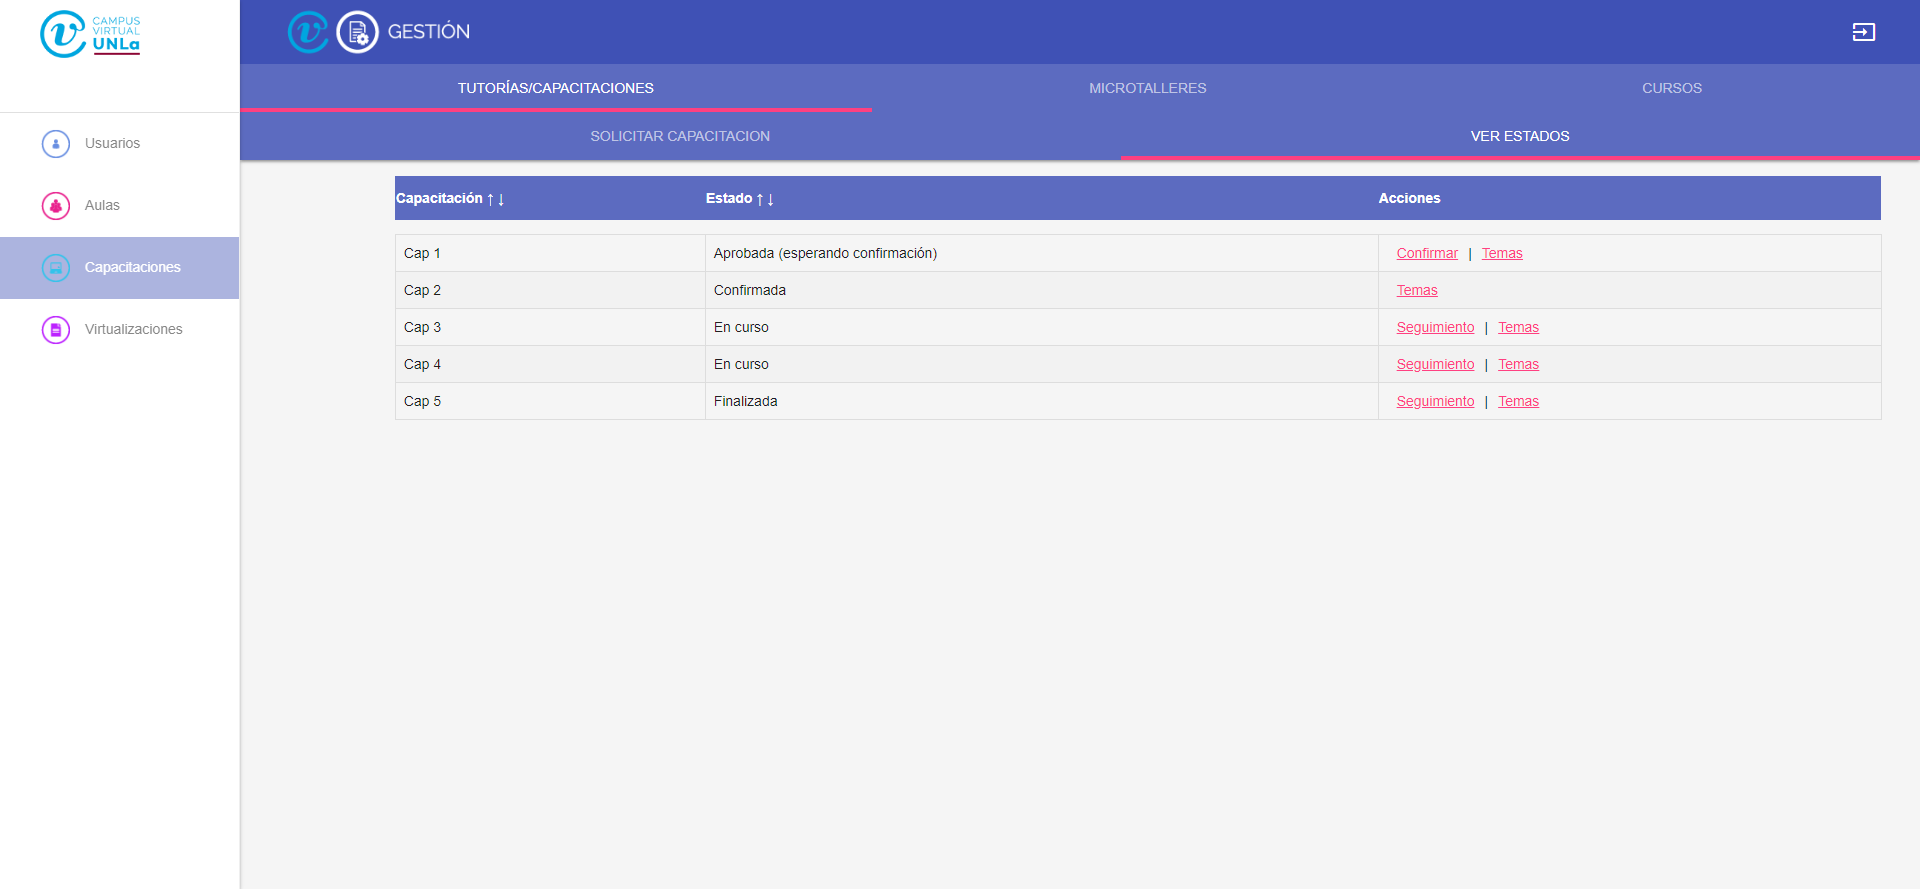 CAMPUS
VIRTUAL
UNLa
GESTIÓN
TUTORÍAS/CAPACITACIONES
MICROTALLERES
CURSOS
SOLICITAR CAPACITACION
VER ESTADOS
Usuarios
Aulas
Capacitaciones
Virtualizaciones
Capacitación ↑↓ Estado ↑↓ Acciones
Cap 1 Aprobada (esperando confirmación) Confirmar | Temas
Cap 2 Confirmada Temas
Cap 3 En curso Seguimiento | Temas
Cap 4 En curso Seguimiento | Temas
Cap 5 Finalizada Seguimiento | Temas